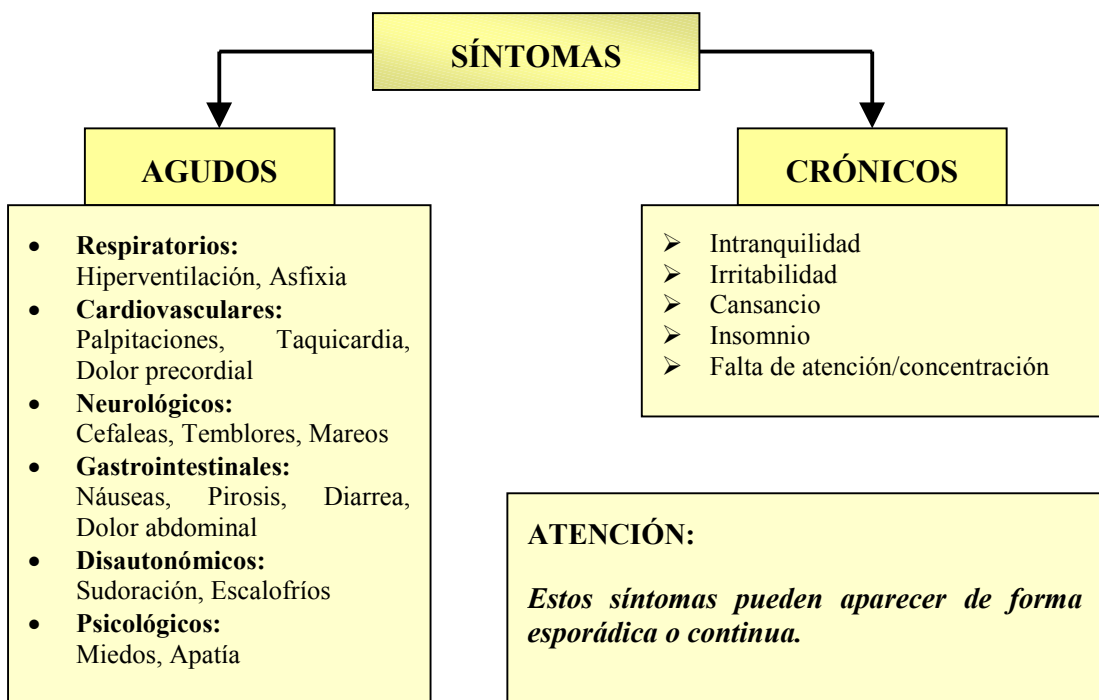 SÍNTOMAS
AGUDOS
• Respiratorios:
Hiperventilación, Asfixia
• Cardiovasculares:
Palpitaciones, Taquicardia,
Dolor precordial
• Neurológicos:
Cefaleas, Temblores, Mareos
• Gastrointestinales:
Náuseas, Pirosis, Diarrea,
Dolor abdominal
• Disautonómicos:
Sudoración, Escalofríos
• Psicológicos:
Miedos, Apatía
CRÓNICOS
➢ Intranquilidad
➢ Irritabilidad
➢ Cansancio
➢ Insomnio
➢ Falta de atención/concentración
ATENCIÓN:
Estos síntomas pueden aparecer de forma
esporádica o continua.